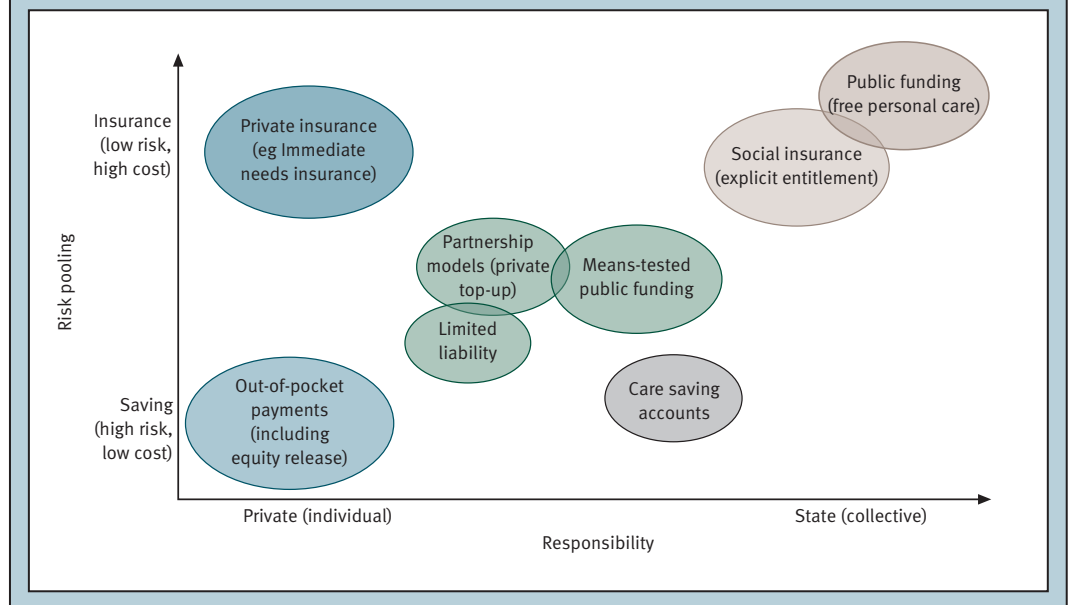 Public funding
(free personal care)
Insurance
(low risk,
high cost)
Private insurance
(eg Immediate
needs insurance)
Social insurance
(explicit entitlement)
Partnership
models (private
top-up)
Means-tested
public funding
Risk pooling
Limited
liability
Care saving
accounts
Saving
(high risk,
low cost)
Out-of-pocket
payments
(including
equity release)
Private (individual)
State (collective)
Responsibility